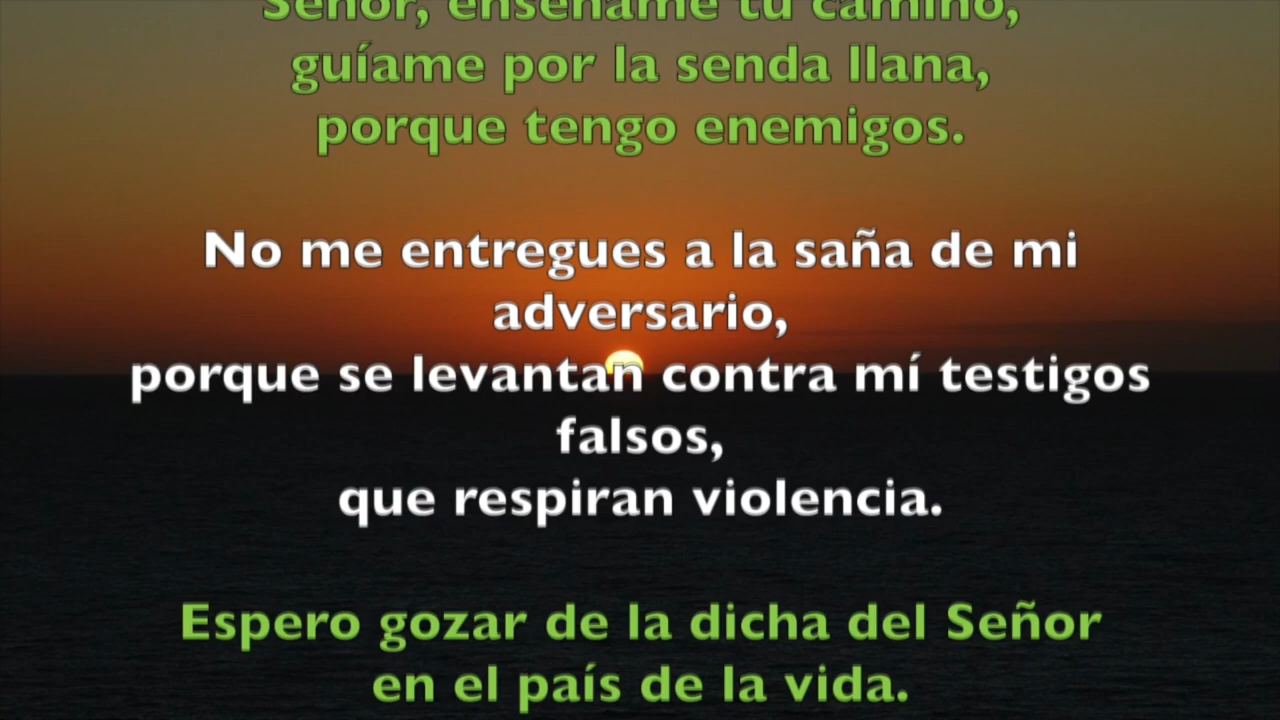 Señor, enséñame tu camino,
guíame por la senda llana,
porque tengo enemigos.
No me entregues a la saña de mi
adversario,
porque se levantan contra mí testigos
falsos,
que respiran violencia.
Espero gozar de la dicha del Señor
en el país de la vida.